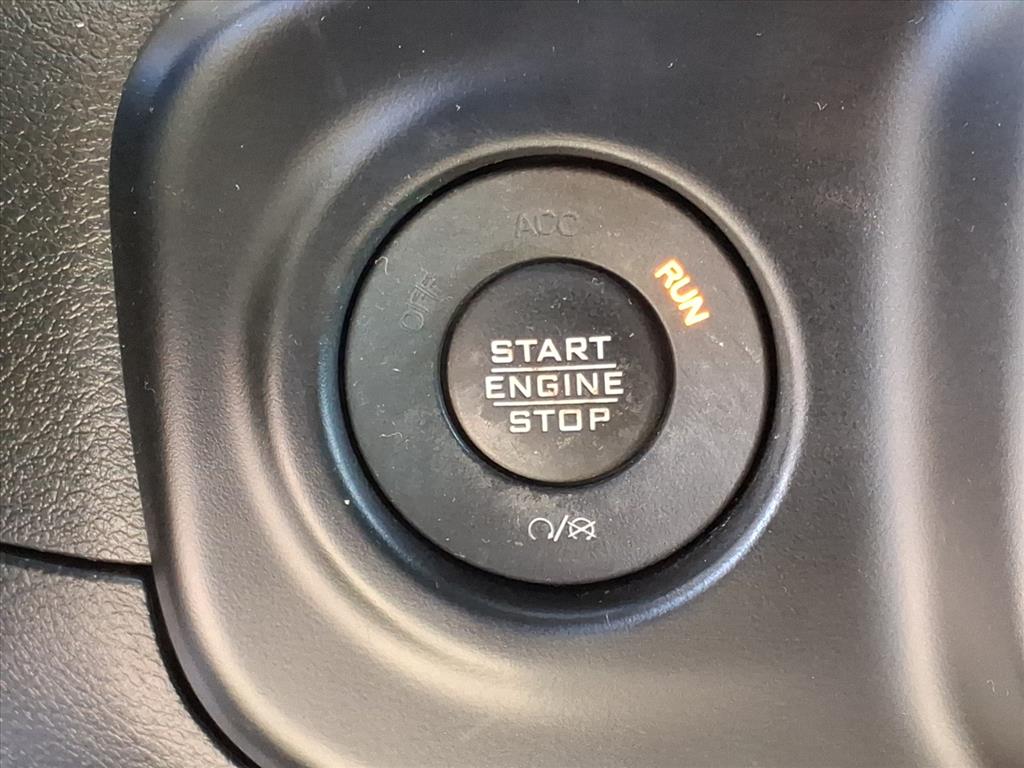 ACC
OFF
RUN
START
ENGINE
STOP